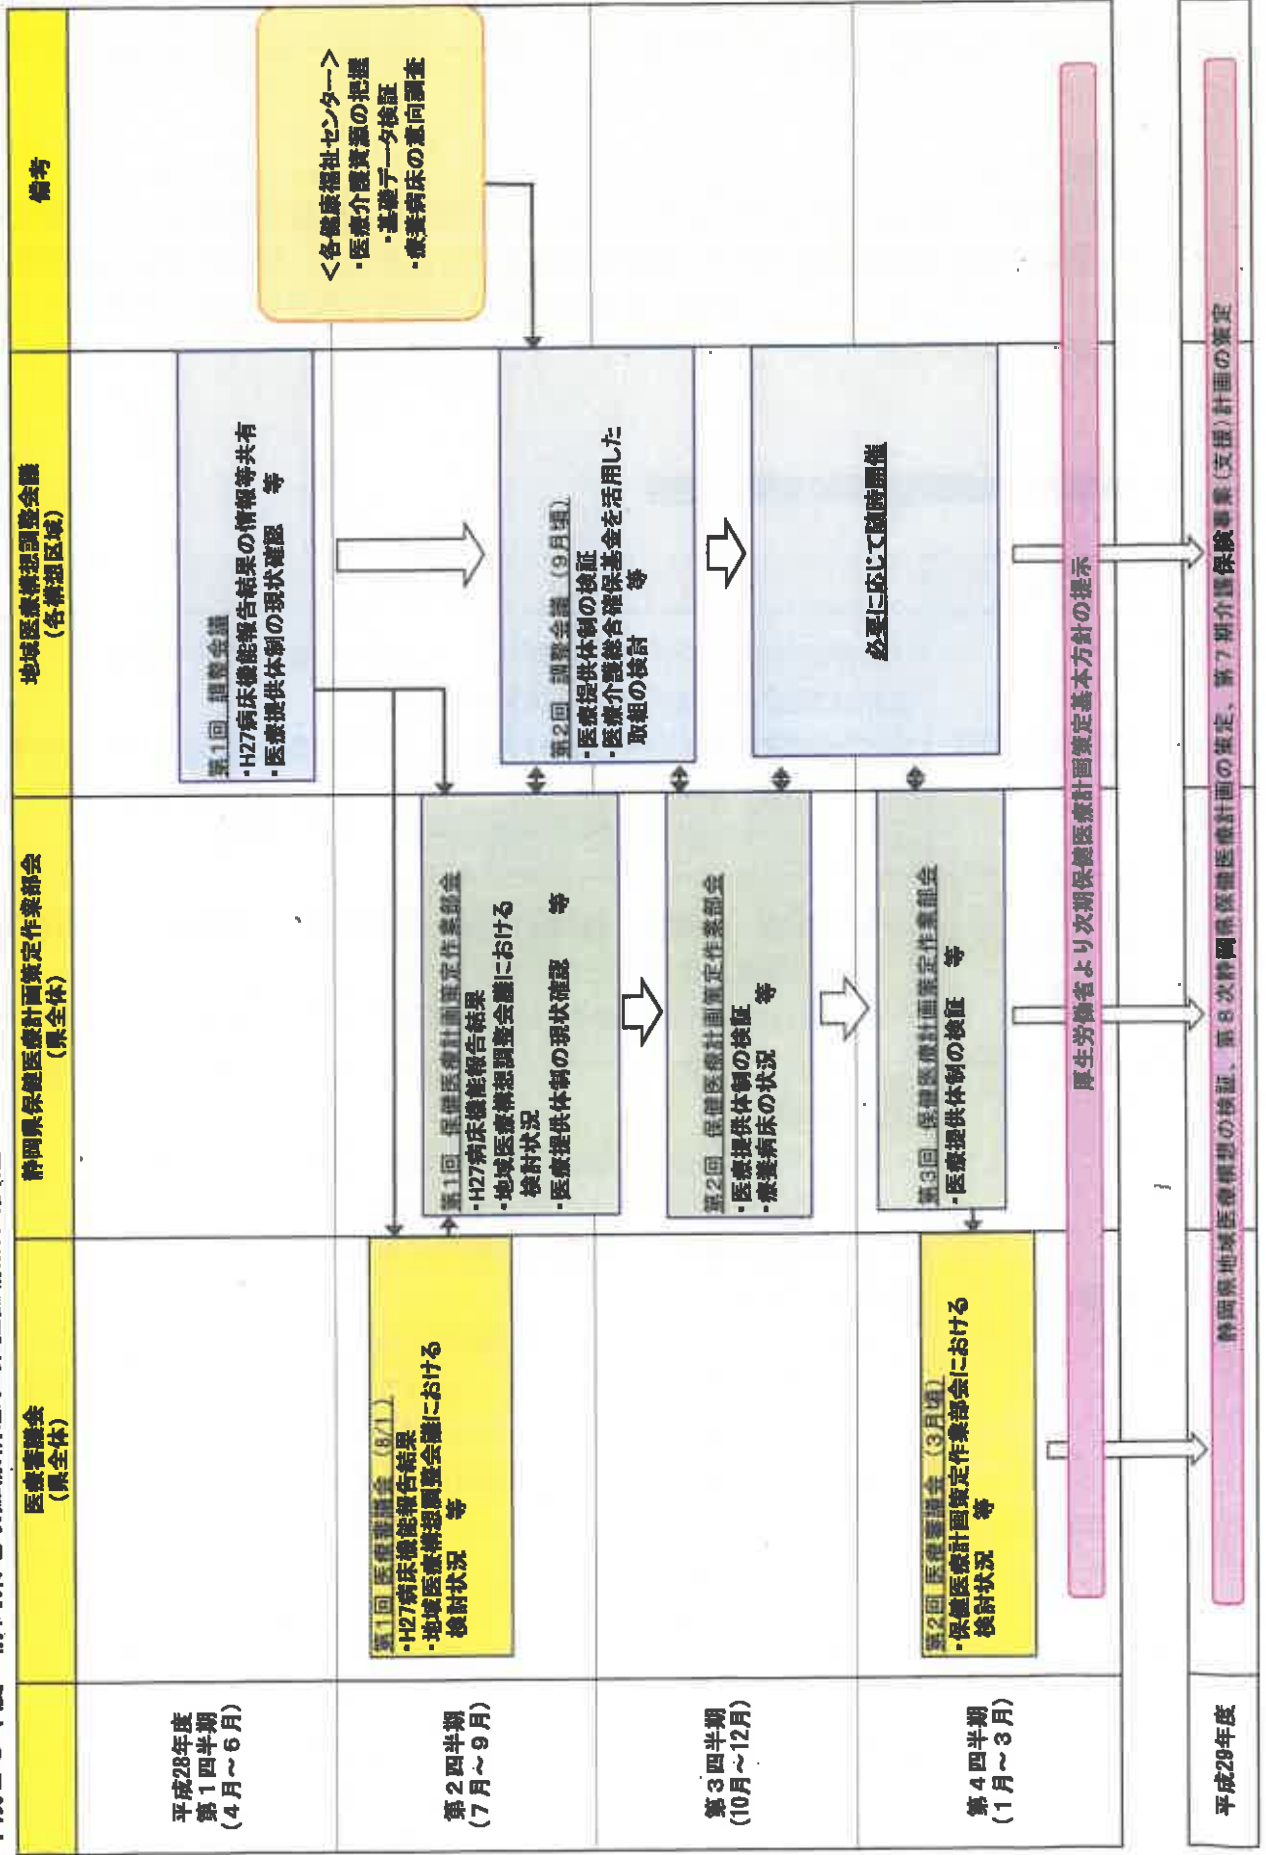 医療審議会
(県全体)
静岡県保健医療計画策定作業部会
(県全体)
地域医療構想調整会議
(各構想区域)
備考
平成28年度
第1四半期
(4月～6月)
第1回 調整会議
・H27病床機能報告結果の情報等共有
・医療提供体制の現状確認 等
<各健康福祉センター>
・医療介護資源の把握
・基礎データ検証
・療養病床の意向調査
第2四半期
(7月～9月)
第1回 医療審議会 (8/1)
・H27病床機能報告結果
・地域医療構想調整会議における
検討状況 等
第1回 保健医療計画策定作業部会
・H27病床機能報告結果
・地域医療構想調整会議における
検討状況
・医療提供体制の現状確認 等
第2回 調整会議 (9月頃)
・医療提供体制の検証
・医療介護総合確保基金を活用した
取組の検討 等
第3四半期
(10月～12月)
第2回 保健医療計画策定作業部会
・医療提供体制の検証
・療養病床の状況 等
必要に応じて随時開催
第4四半期
(1月～3月)
第2回 医療審議会 (3月頃)
・保健医療計画策定作業部会における
検討状況 等
第3回 保健医療計画策定作業部会
・医療提供体制の検証 等
厚生労働省より次期保健医療計画策定基本方針の提示
平成29年度
静岡県地域医療構想の検証、第8次静岡県保健医療計画の策定、第7期介護保険事業(支援)計画の策定